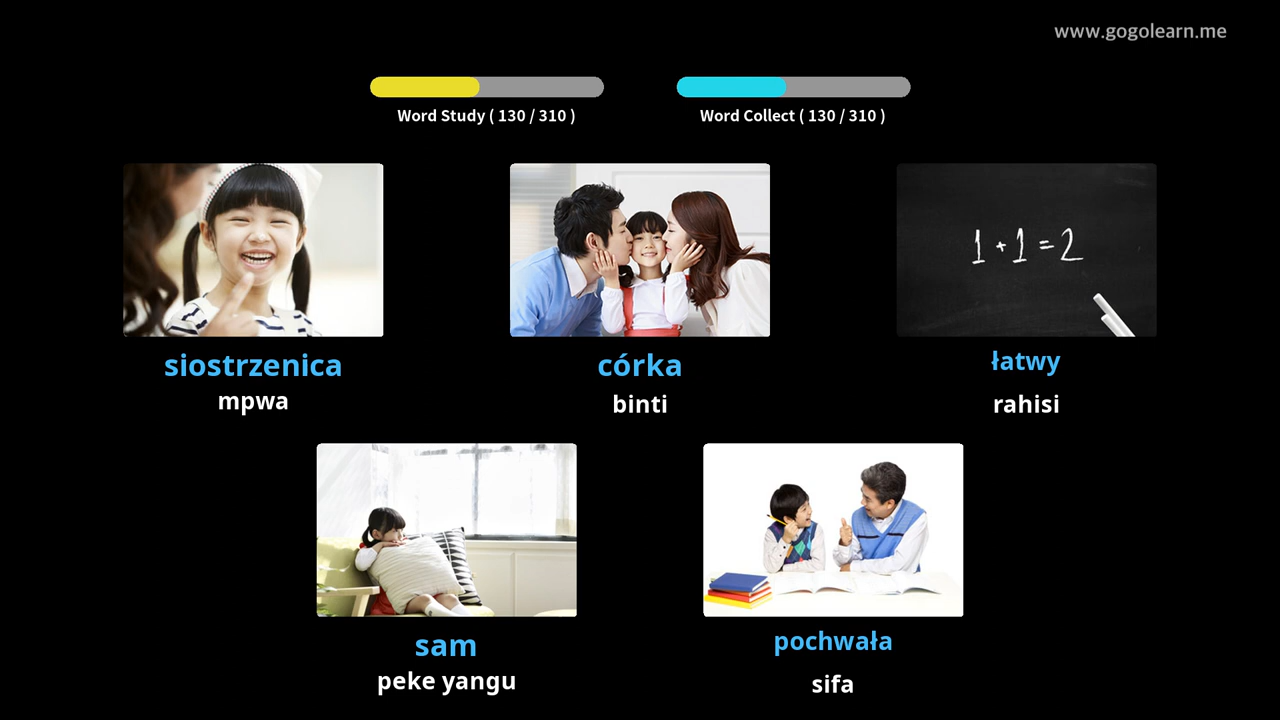 www.gogolearn.me
Word Study ( 130 / 310 )
Word Collect ( 130 / 310 )
1 + 1 = 2
siostrzenica
mpwa
córka
binti
łatwy
rahisi
sam
peke yangu
pochwała
sifa